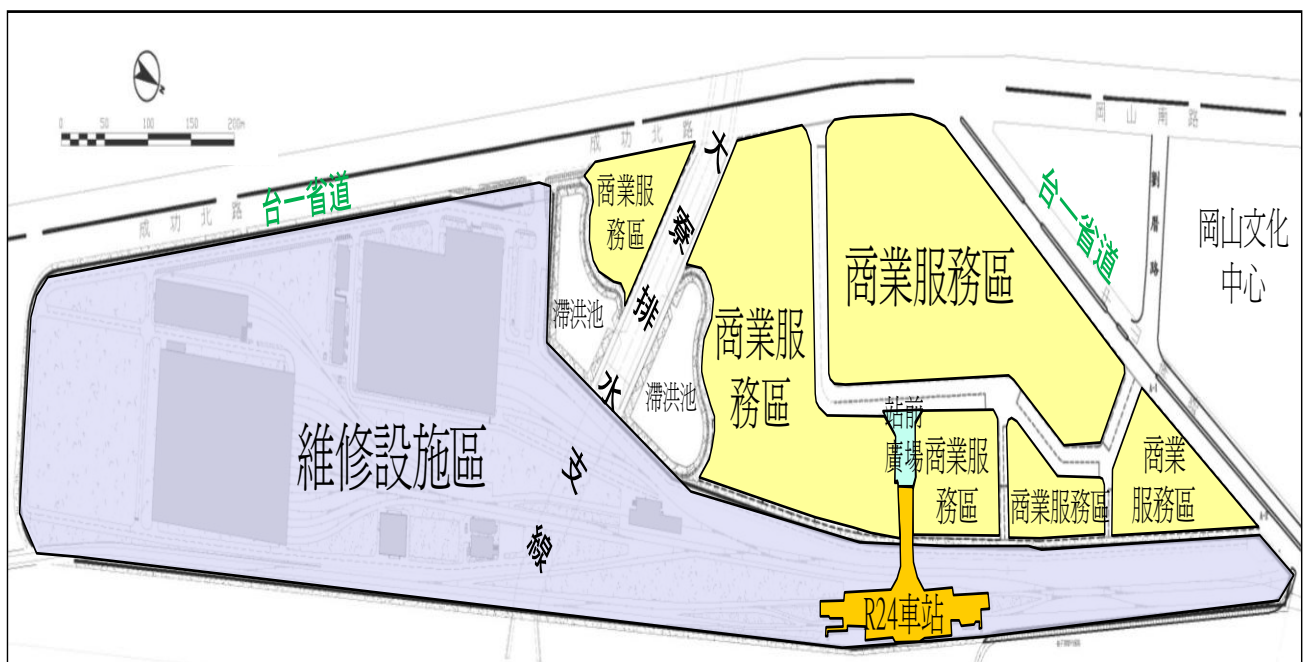 N
0 50 100 150 200m
成功北路
台一省道
成功北路
岡山南路
台一省道
劉厝路
岡山文化
中心
大寮排水支線
商業服
務區
滯洪池
滯洪池
商業服
務區
商業服務區
維修設施區
站前
廣場
商業服
務區
商業服務區
商業
服務區
R24車站